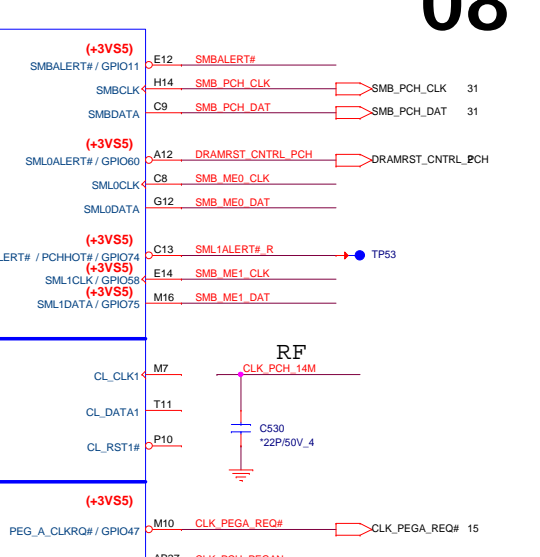 08
(+3VS5)
SMBALERT# / GPIO11 E12 SMBALERT#
SMBCLK H14 SMB_PCH_CLK SMB_PCH_CLK 31
SMBDATA C9 SMB_PCH_DAT SMB_PCH_DAT 31
(+3VS5)
SML0ALERT# / GPIO60 A12 DRAMRST_CNTRL_PCH DRAMRST_CNTRL_PCH
SML0CLK C8 SMB_ME0_CLK
SML0DATA G12 SMB_ME0_DAT
(+3VS5)
LERT# / PCHHOT# / GPIO74 C13 SML1ALERT#_R TP53
(+3VS5)
SML1CLK / GPIO58 E14 SMB_ME1_CLK
(+3VS5)
SML1DATA / GPIO75 M16 SMB_ME1_DAT
RF
CL_CLK1 M7 CLK_PCH_14M
CL_DATA1 T11
C530
*22P/50V_4
CL_RST1# P10
(+3VS5)
PEG_A_CLKRQ# / GPIO47 M10 CLK_PEGA_REQ# CLK_PEGA_REQ# 15